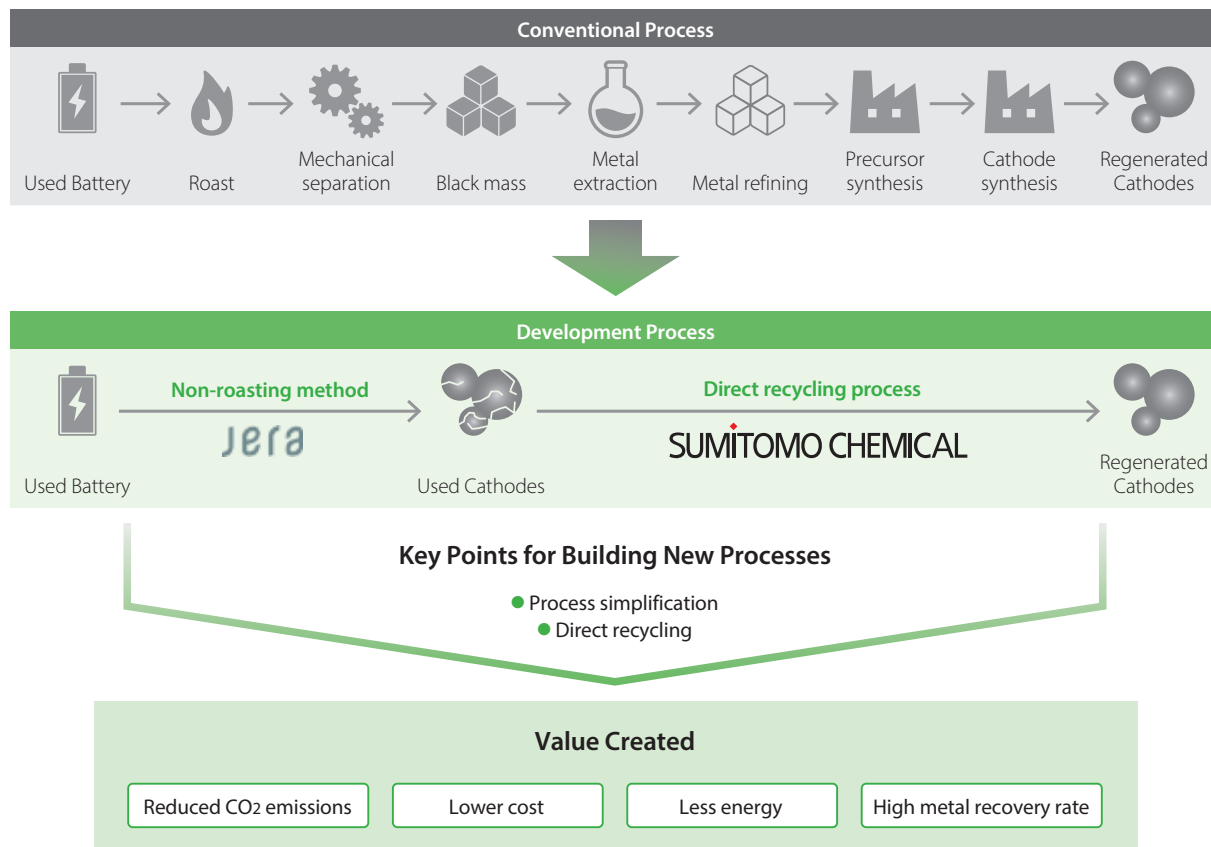 Conventional Process
Used Battery
Roast
Mechanical
separation
Black mass
Metal
extraction
Metal refining
Precursor
synthesis
Cathode
synthesis
Regenerated
Cathodes
Development Process
Used Battery
Non-roasting method
Jera
Used Cathodes
Direct recycling process
SUMITOMO CHEMICAL
Regenerated
Cathodes
Key Points for Building New Processes
● Process simplification
● Direct recycling
Value Created
Reduced CO2 emissions
Lower cost
Less energy
High metal recovery rate